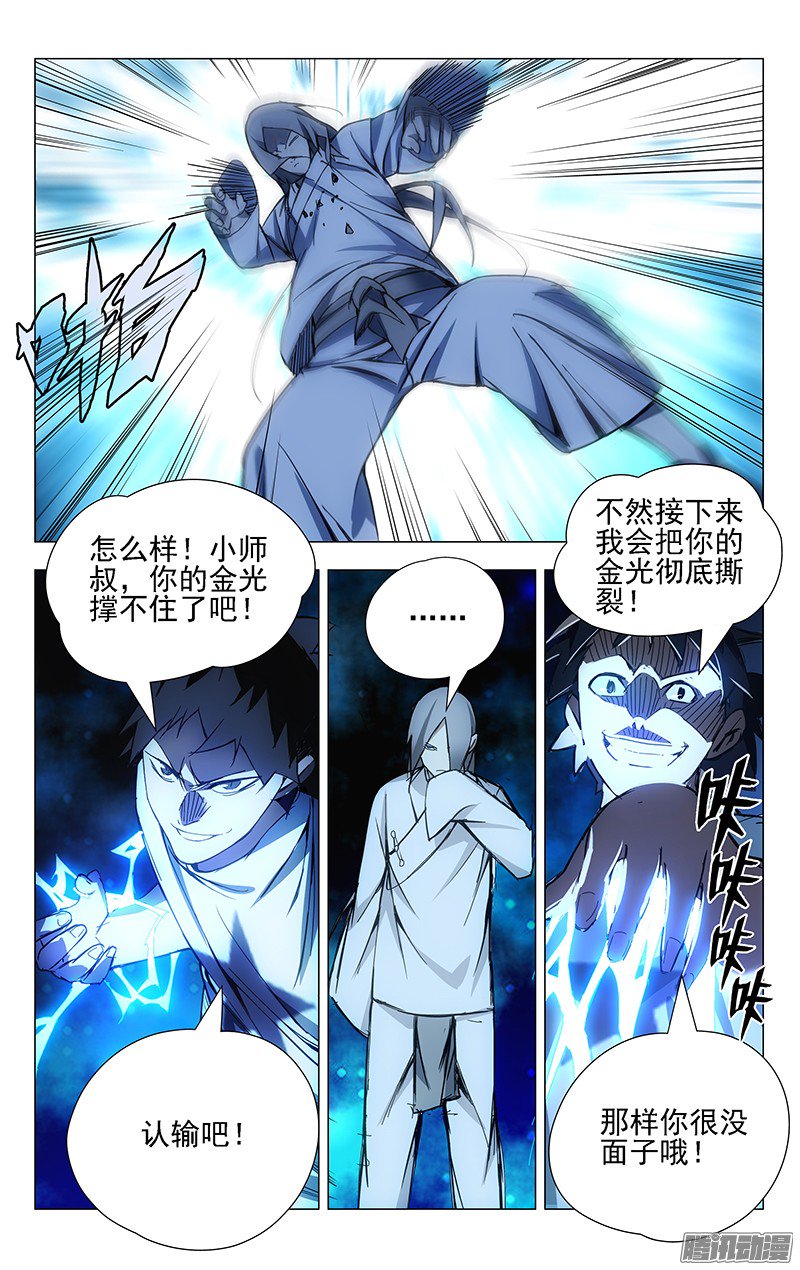 怎么样！小师
叔，你的金光
撑不住了吧！
认输吧！
……
不然接下来
我会把你的
金光彻底撕
裂！
咔
咔
咔
咔
那样你很没
面子哦！
腾讯动漫